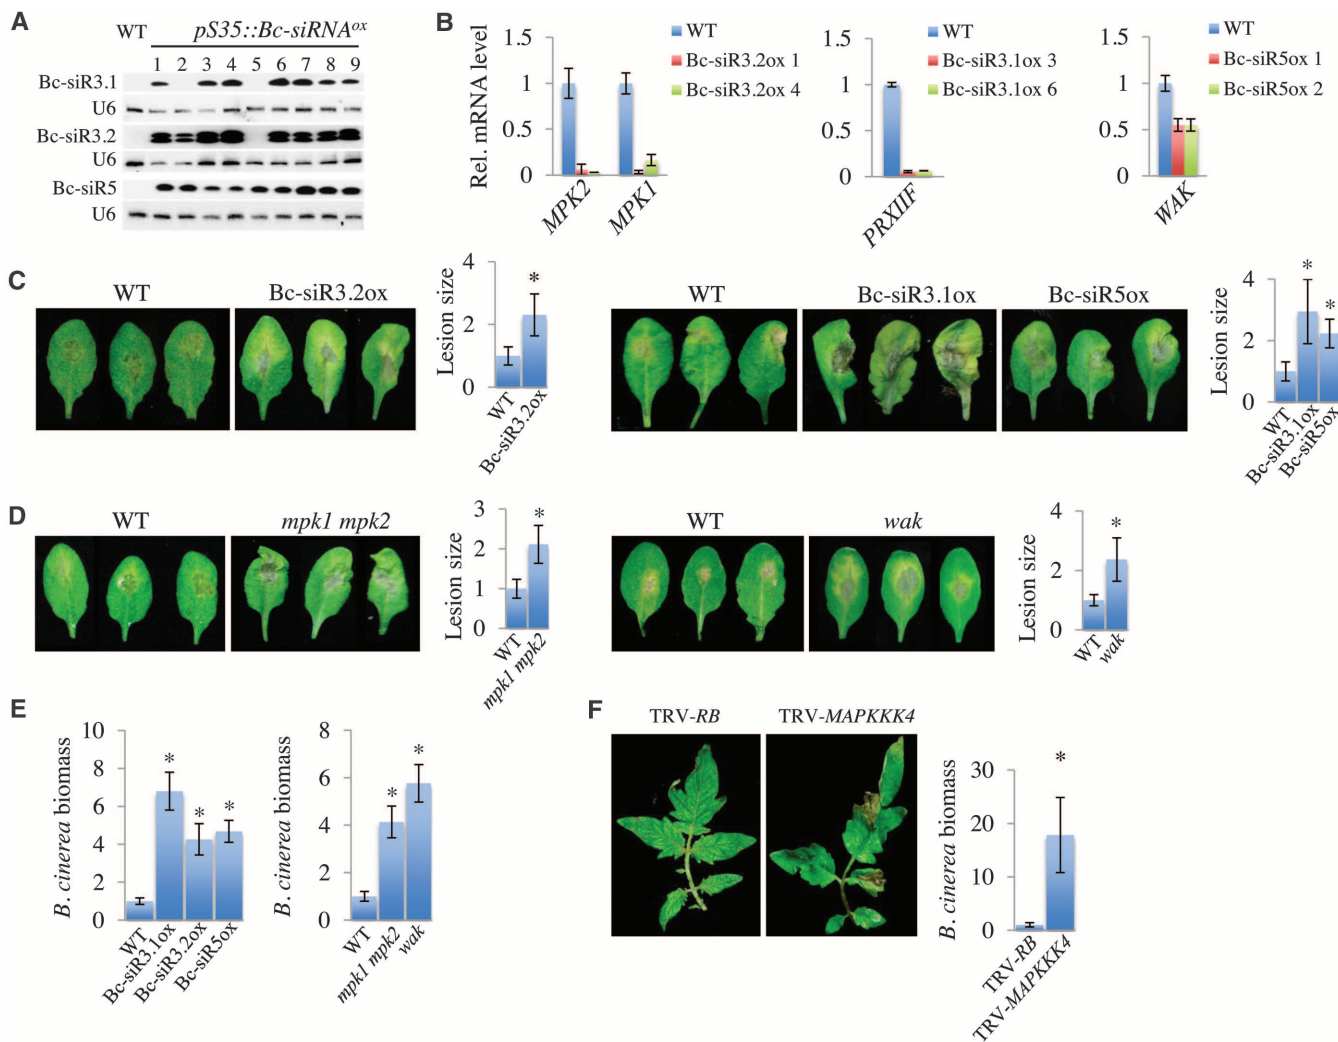 A
WT pS35::Bc-siRNAox
1 2 3 4 5 6 7 8 9
Bc-siR3.1
U6
Bc-siR3.2
U6
Bc-siR5
U6
B
Rel. mRNA level
1.5
1
0.5
0
MPK2
MPK1
WT
Bc-siR3.2ox 1
Bc-siR3.2ox 4
1.5
1
0.5
0
PRXIIF
WT
Bc-siR3.1ox 3
Bc-siR3.1ox 6
1.5
1
0.5
0
WAK
WT
Bc-siR5ox 1
Bc-siR5ox 2
C
WT
Bc-siR3.2ox
Lesion size
4
2
0
*
WT
Bc-siR3.2ox
WT
Bc-siR3.1ox
Bc-siR5ox
Lesion size
4
2
0
*
*
WT
Bc-siR3.1ox
Bc-siR5ox
D
WT
mpk1 mpk2
Lesion size
3
2
1
0
*
WT
mpk1 mpk2
WT
wak
Lesion size
4
2
0
*
WT
wak
E
B. cinerea biomass
10
8
6
4
2
0
*
*
*
WT
Bc-siR3.1ox
Bc-siR3.2ox
Bc-siR5ox
B. cinerea biomass
8
6
4
2
0
*
*
WT
mpk1 mpk2
wak
F
TRV-RB
TRV-MAPKKK4
B. cinerea biomass
30
20
10
0
*
TRV-RB
TRV-MAPKKK4